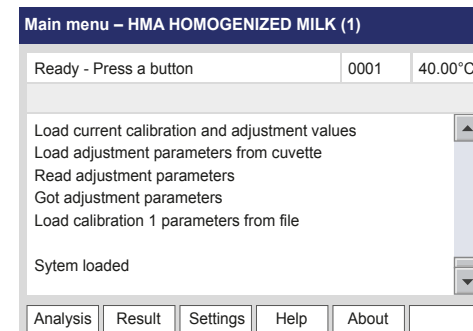 Main menu – HMA HOMOGENIZED MILK (1)
Ready - Press a button 0001 40.00°C
Load current calibration and adjustment values
Load adjustment parameters from cuvette
Read adjustment parameters
Got adjustment parameters
Load calibration 1 parameters from file
Sytem loaded
Analysis Result Settings Help About